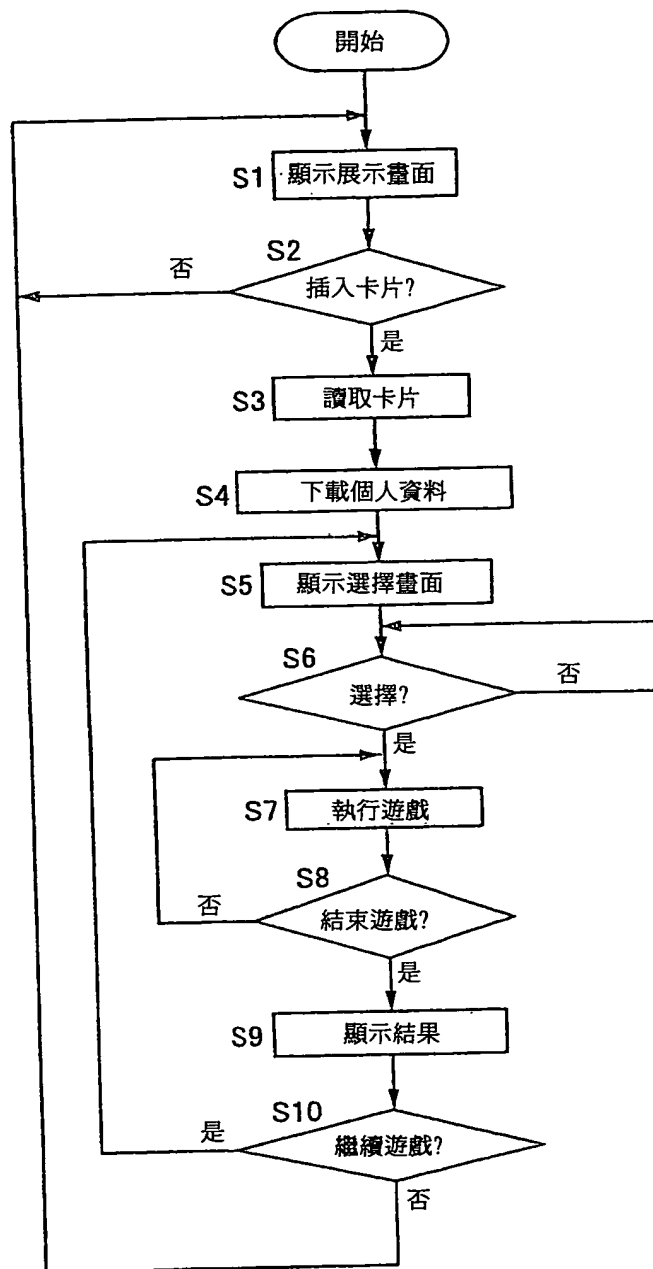 開始
S1 顯示展示畫面
S2
插入卡片?
否
是
S3 讀取卡片
S4 下載個人資料
S5 顯示選擇畫面
S6
選擇?
否
是
S7 執行遊戲
S8
結束遊戲?
否
是
S9 顯示結果
S10
繼續遊戲?
是
否